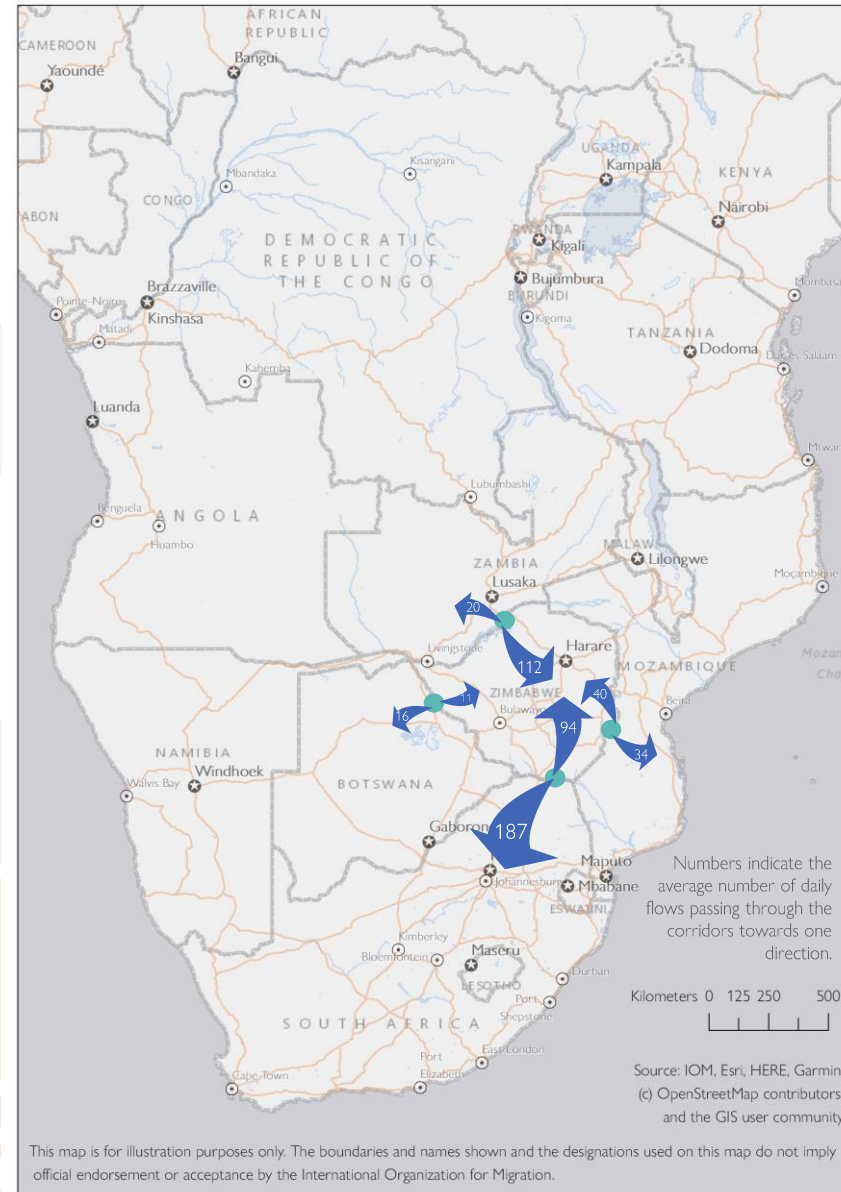 AFRICAN
REPUBLIC
CAMEROON
Bangui
Yaoundé
UGANDA
Kisangani
Kampala
Mbandaka
KENYA
CONGO
ABON
Nairobi
RWANDA
DEMOCRATIC
REPUBLIC OF
THE CONGO
Kigali
Bujumbura
Mombasa
BURUNDI
Brazzaville
Pointe-Noire
Kinshasa
Kigoma
TANZANIA
Matadi
Dodoma
Dar es Salaam
Kahemba
Luanda
Mtwar
Lubumbashi
Benguela
ANGOLA
Huambo
MALAWI
Lilongwe
ZAMBIA
Lusaka
Moçambique
20
Livingstone
Harare
Mozam
Cha
112
MOZAMBIQUE
ZIMBABWE
40
11
16
Bulawayo
Beira
94
34
NAMIBIA
Windhoek
BOTSWANA
Walvis Bay
187
Gaboron
Maputo
Johannesburg
Mbabane
ESWATINI
Numbers indicate the
average number of daily
flows passing through the
corridors towards one
direction.
Kimberley
Bloemfontein
Maseru
LESOTHO
Durban
Port
Shepstone
Kilometers 0 125 250 500
SOUTH AFRICA
East London
Port
Elizabeth
Cape Town
Source: IOM, Esri, HERE, Garmin
(c) OpenStreetMap contributors
and the GIS user community
This map is for illustration purposes only. The boundaries and names shown and the designations used on this map do not imply
official endorsement or acceptance by the International Organization for Migration.